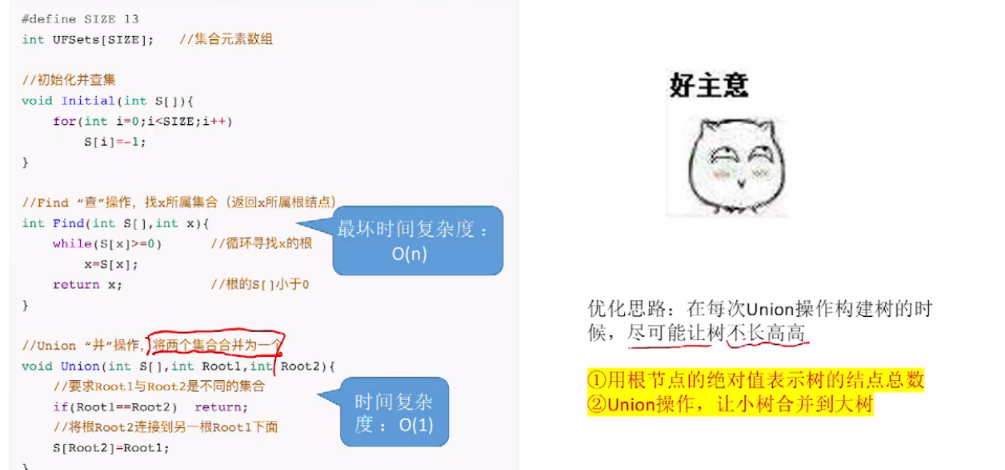 #define SIZE 13
int UFSets[SIZE];   //集合元素数组
//初始化并查集
void Initial(int S[]){
    for(int i=0;i<SIZE;i++)
        S[i]=-1;
}
//Find “查”操作，找x所属集合（返回x所属根结点）
int Find(int S[],int x){
    while(S[x]>=0)      //循环寻找x的根
        x=S[x];
    return x;           //根的S[]小于0
}
最坏时间复杂度：
O(n)
//Union “并”操作，将两个集合合并为一个
void Union(int S[],int Root1,int Root2){
    //要求Root1与Root2是不同的集合
    if(Root1==Root2)  return;
    //将根Root2连接到另一根Root1下面
    S[Root2]=Root1;
}
时间复杂
度：O(1)
好主意
优化思路：在每次Union操作构建树的时
候，尽可能让树不长高高
①用根节点的绝对值表示树的结点总数
②Union操作，让小树合并到大树